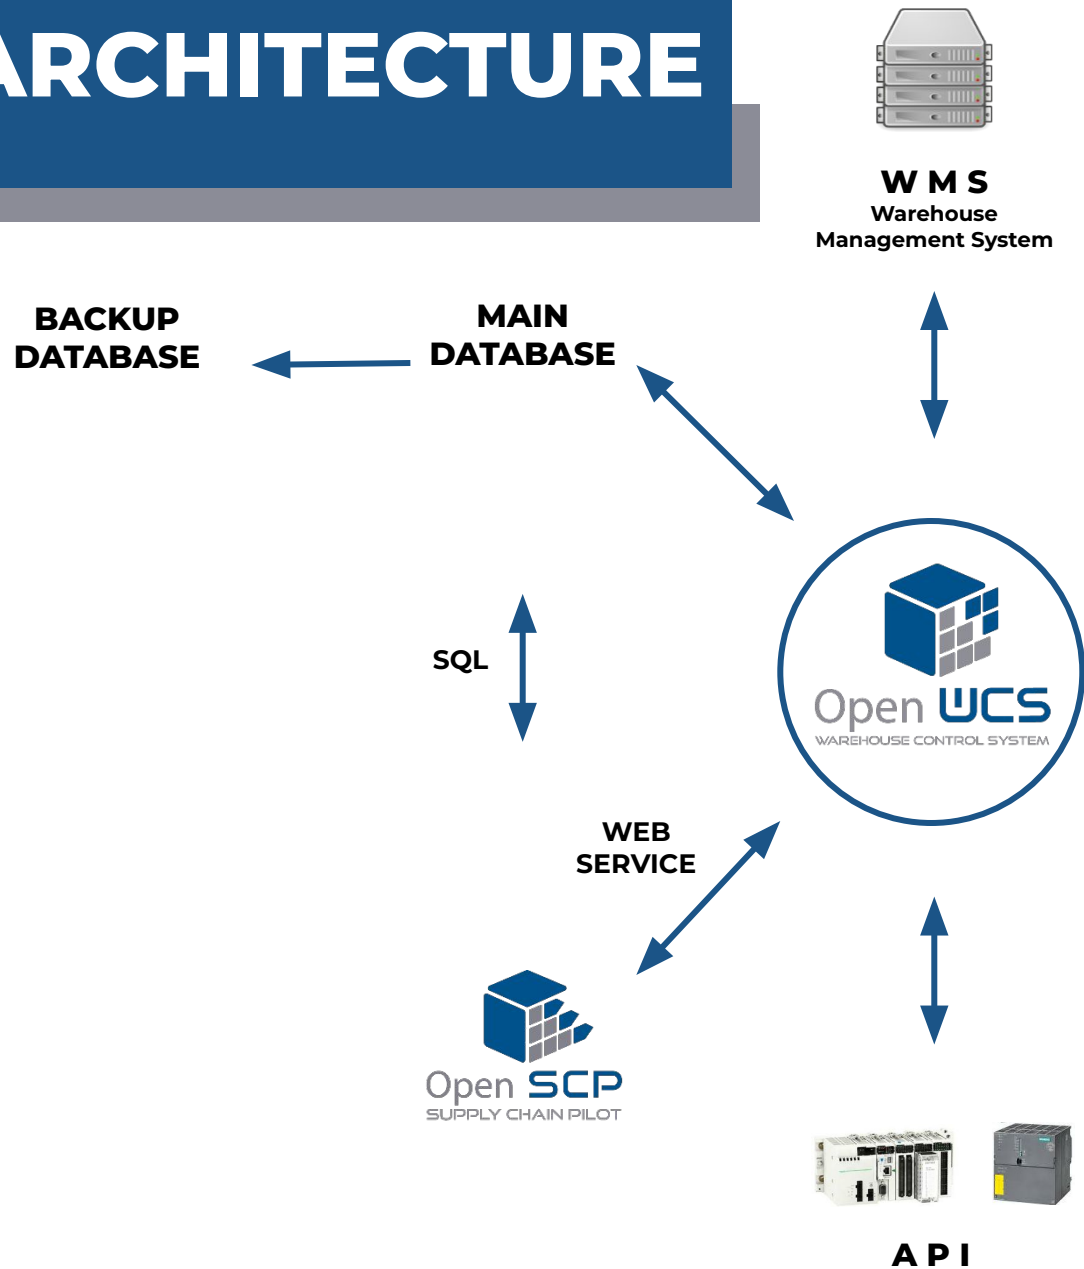 ARCHITECTURE
W M S
Warehouse
Management System
BACKUP
DATABASE
MAIN
DATABASE
SQL
Open WCS
WAREHOUSE CONTROL SYSTEM
WEB
SERVICE
Open SCP
SUPPLY CHAIN PILOT
A P I